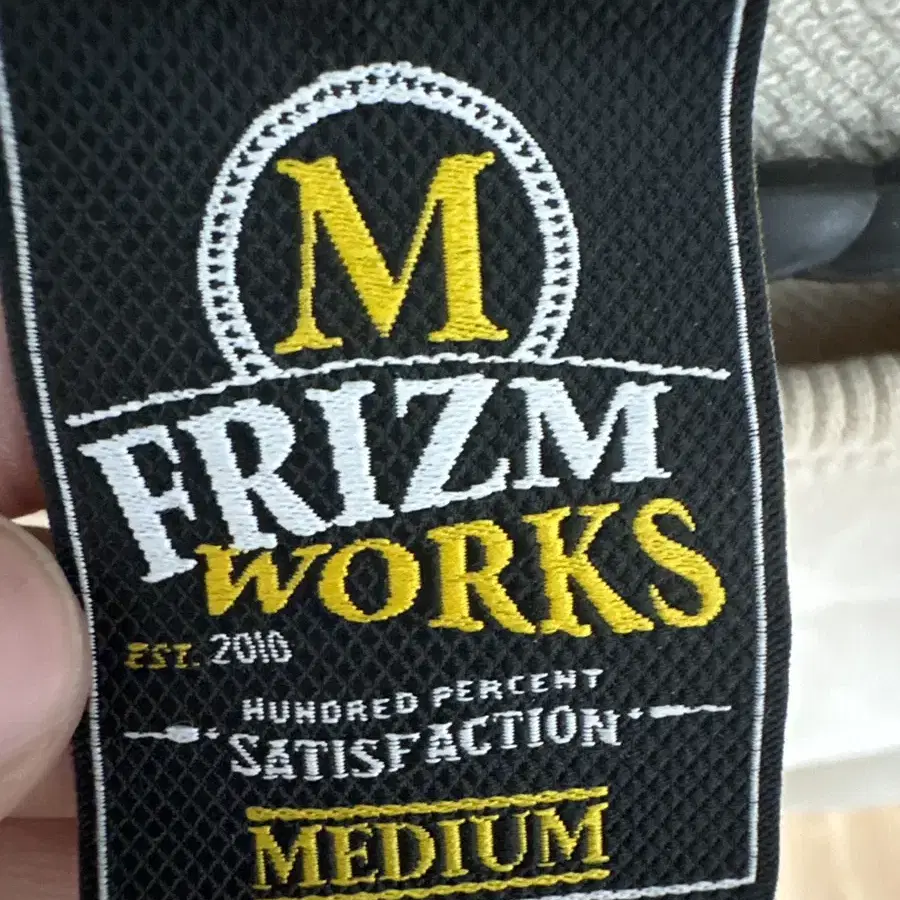 M
FRIZM
WORKS
EST. 2010
HUNDRED PERCENT
SATISFACTION
MEDIUM